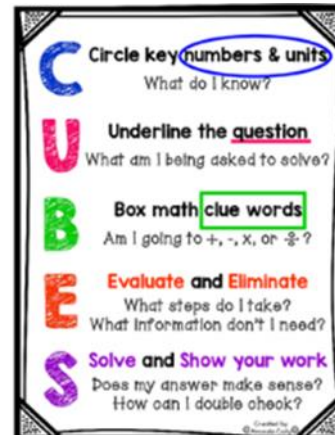 C
Circle key numbers & units
What do I know?
U
Underline the question
What am I being asked to solve?
B
Box math clue words
Am I going to +, -, x, or ÷ ?
E
Evaluate and Eliminate
What steps do I take?
What information don't I need?
S
Solve and Show your work
Does my answer make sense?
How can I double check?
Created by